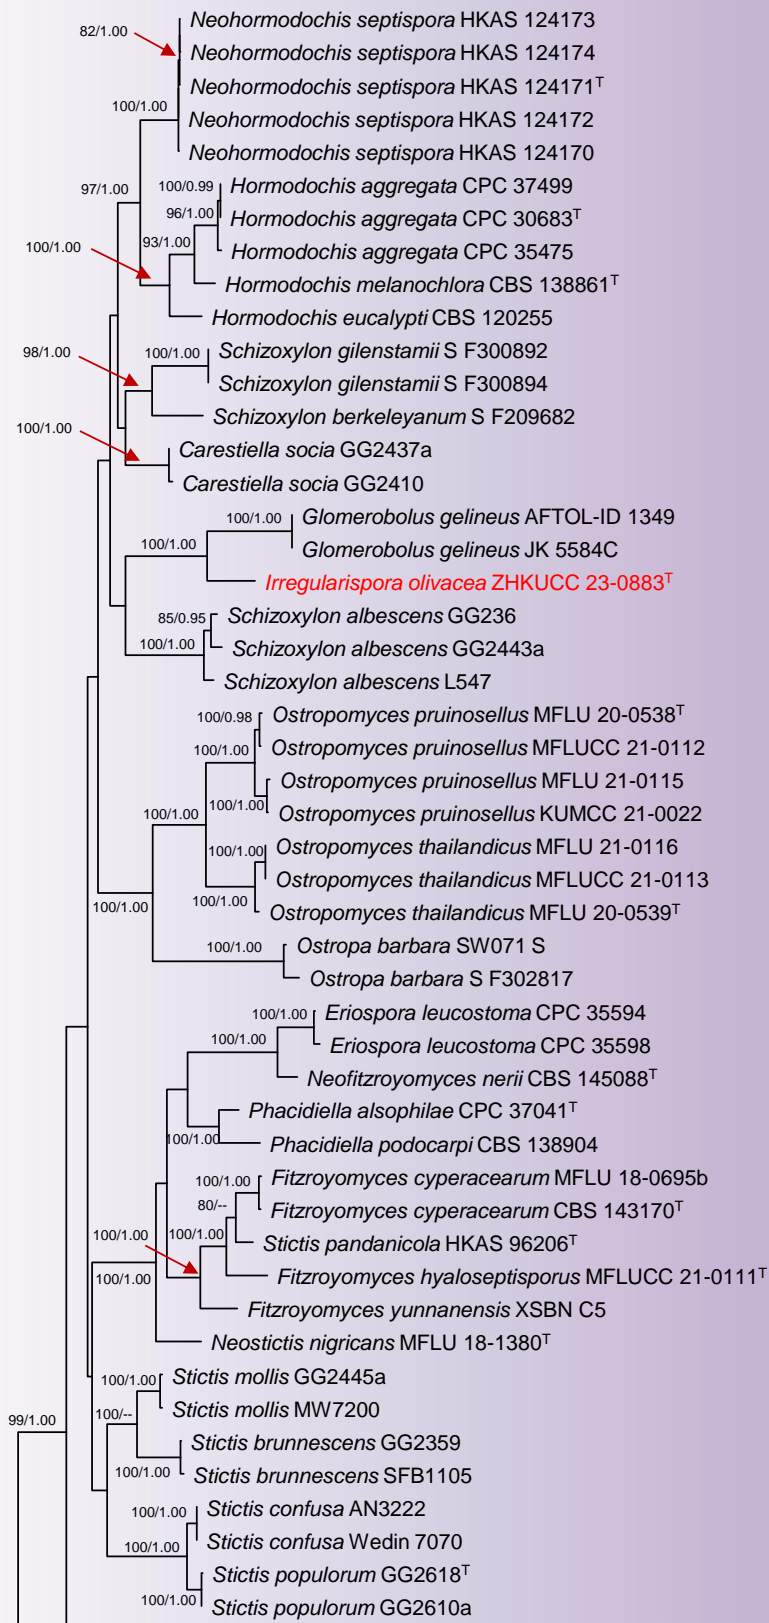 Neohormodochis septispora HKAS 124173
82/1.00
Neohormodochis septispora HKAS 124174
Neohormodochis septispora HKAS 124171ᵀ
100/1.00
Neohormodochis septispora HKAS 124172
Neohormodochis septispora HKAS 124170
100/0.99
Hormodochis aggregata CPC 37499
97/1.00
96/1.00
Hormodochis aggregata CPC 30683ᵀ
100/1.00
93/1.00
Hormodochis aggregata CPC 35475
Hormodochis melanochlora CBS 138861ᵀ
Hormodochis eucalypti CBS 120255
98/1.00
100/1.00
Schizoxylon gilenstamii S F300892
Schizoxylon gilenstamii S F300894
Schizoxylon berkeleyanum S F209682
100/1.00
Carestiella socia GG2437a
Carestiella socia GG2410
100/1.00
Glomerobolus gelineus AFTOL-ID 1349
100/1.00
Glomerobolus gelineus JK 5584C
Irregularispora olivacea ZHKUCC 23-0883ᵀ
85/0.95
Schizoxylon albescens GG236
100/1.00
Schizoxylon albescens GG2443a
Schizoxylon albescens L547
100/0.98
Ostropomyces pruinosellus MFLU 20-0538ᵀ
100/1.00
Ostropomyces pruinosellus MFLUCC 21-0112
Ostropomyces pruinosellus MFLU 21-0115
100/1.00
100/1.00
Ostropomyces pruinosellus KUMCC 21-0022
100/1.00
Ostropomyces thailandicus MFLU 21-0116
Ostropomyces thailandicus MFLUCC 21-0113
100/1.00
100/1.00
Ostropomyces thailandicus MFLU 20-0539ᵀ
100/1.00
Ostropa barbara SW071 S
Ostropa barbara S F302817
100/1.00
Eriospora leucostoma CPC 35594
Eriospora leucostoma CPC 35598
Neofitzroyomyces nerii CBS 145088ᵀ
Phacidiella alsophilae CPC 37041ᵀ
100/1.00
Phacidiella podocarpi CBS 138904
100/1.00
Fitzroyomyces cyperacearum MFLU 18-0695b
80/--
Fitzroyomyces cyperacearum CBS 143170ᵀ
100/1.00
100/1.00
Stictis pandanicola HKAS 96206ᵀ
100/1.00
Fitzroyomyces hyaloseptisporus MFLUCC 21-0111ᵀ
Fitzroyomyces yunnanensis XSBN C5
Neostictis nigricans MFLU 18-1380ᵀ
100/1.00
Stictis mollis GG2445a
99/1.00
100/--
Stictis mollis MW7200
Stictis brunnescens GG2359
100/1.00
Stictis brunnescens SFB1105
100/1.00
Stictis confusa AN3222
100/1.00
Stictis confusa Wedin 7070
Stictis populorum GG2618ᵀ
100/1.00
Stictis populorum GG2610a